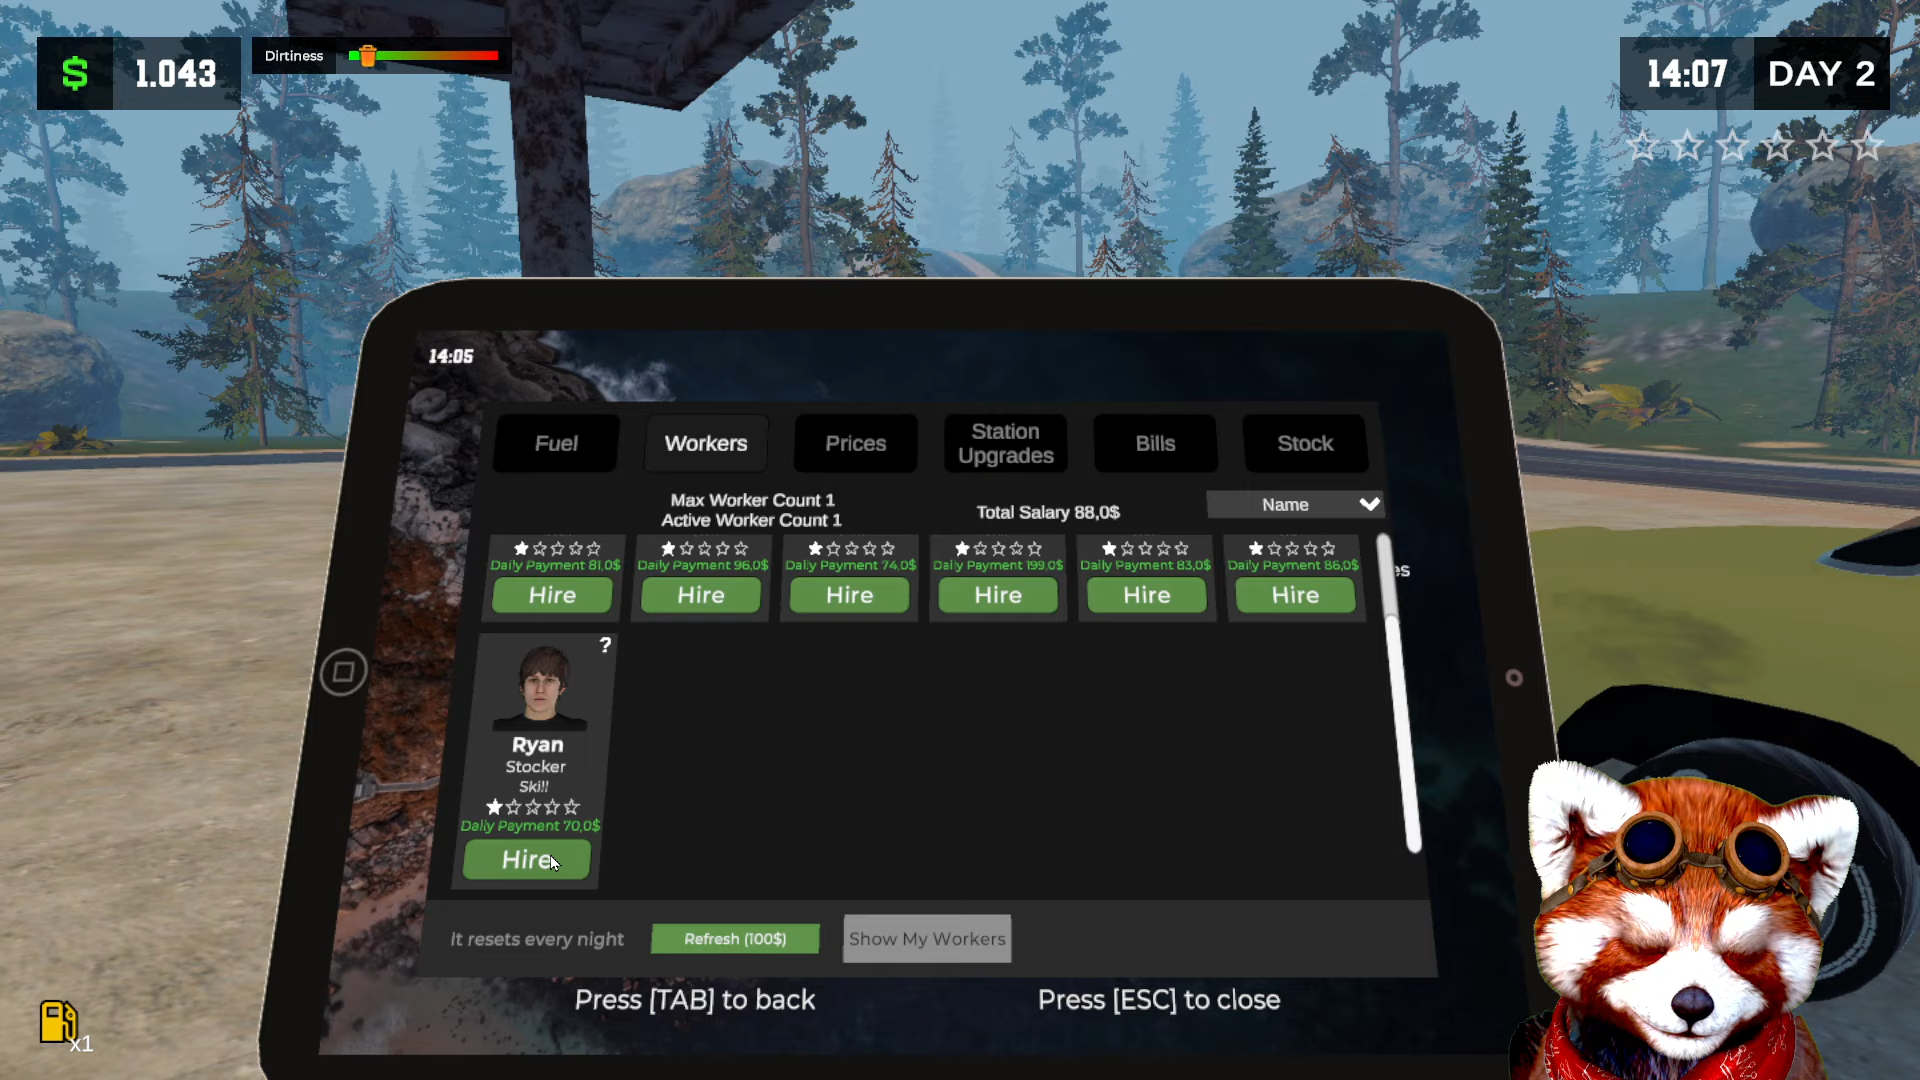 $ 1.043
Dirtiness
14:07 DAY 2
14:05
Fuel
Workers
Prices
Station
Upgrades
Bills
Stock
Max Worker Count 1
Active Worker Count 1
Total Salary 88,0$
Name
Daily Payment 81,0$
Daily Payment 96,0$
Daily Payment 74,0$
Daily Payment 199,0$
Daily Payment 83,0$
Daily Payment 86,0$
es
Hire
Hire
Hire
Hire
Hire
Hire
?
Ryan
Stocker
Skill
Daily Payment 70,0$
Hire
It resets every night
Refresh (100$)
Show My Workers
Press [TAB] to back
Press [ESC] to close
x1